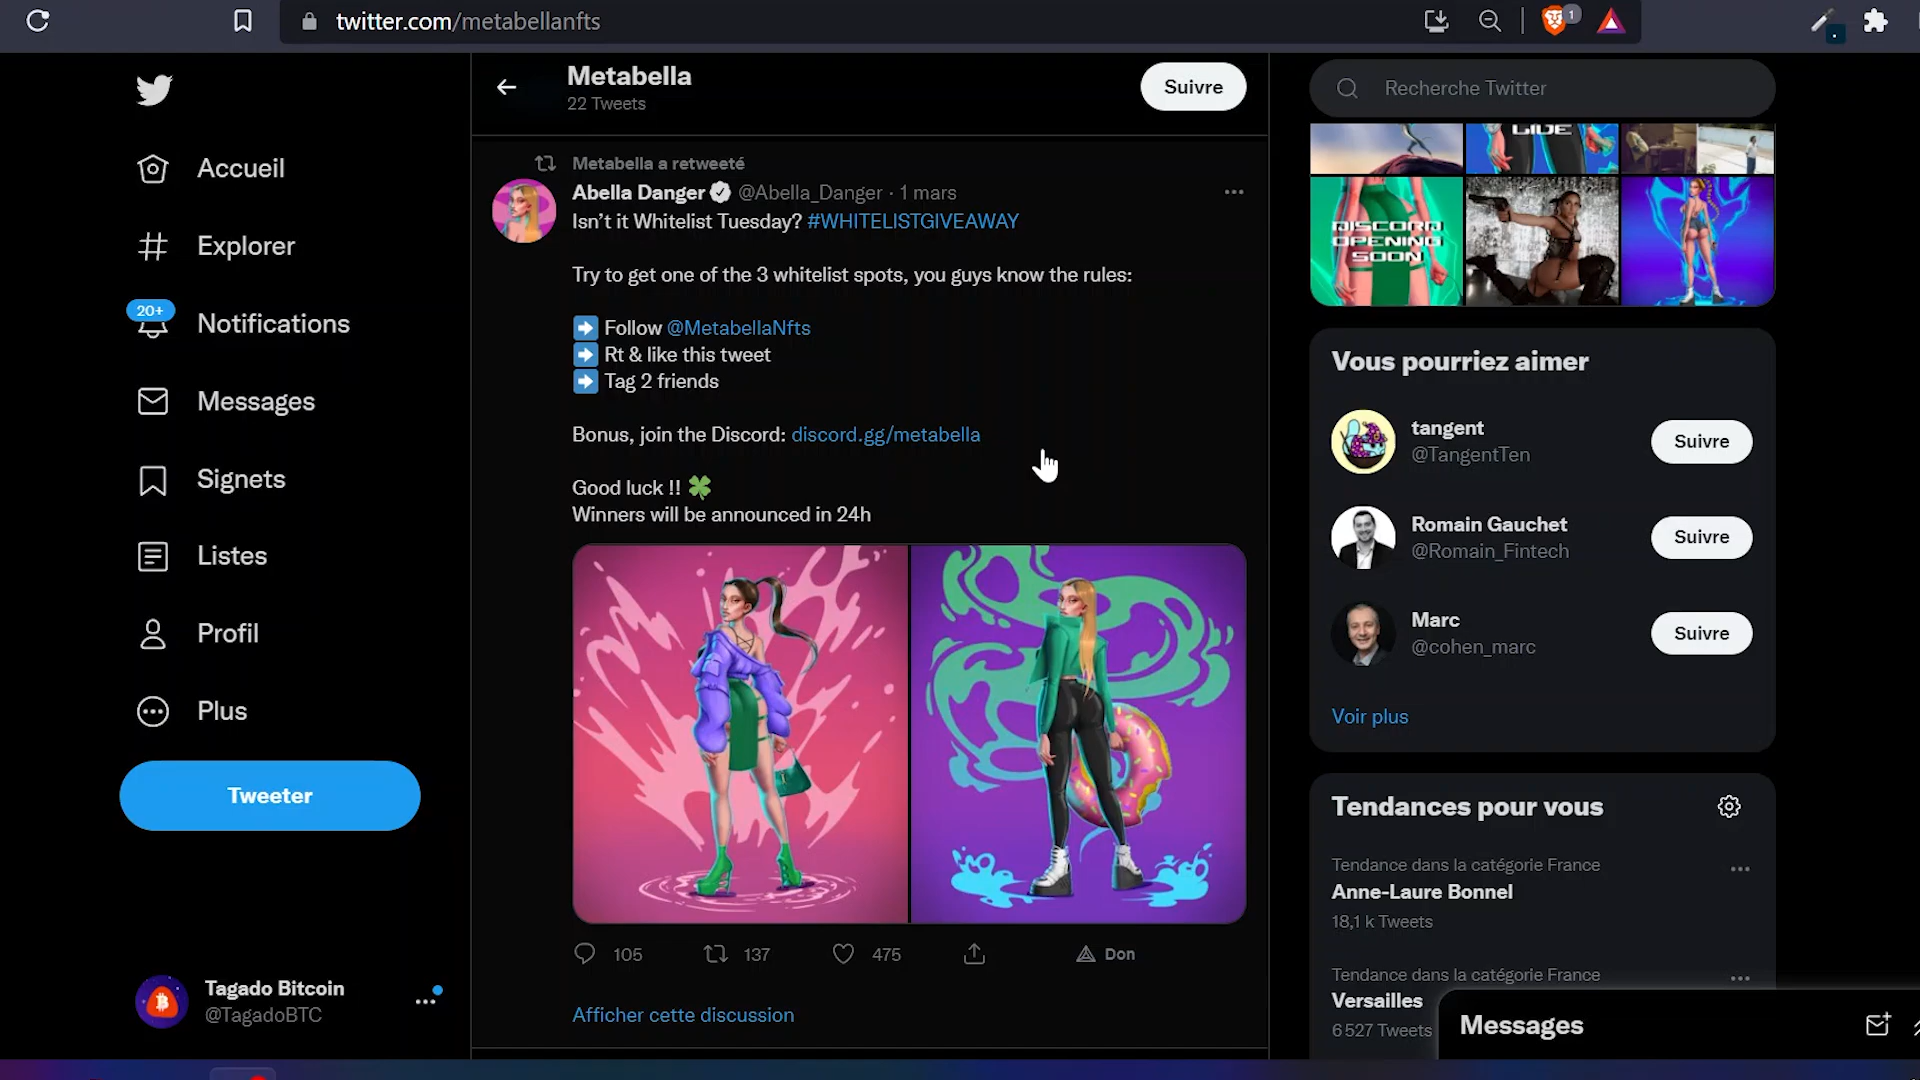 twitter.com/metabellanfts
1
Metabella
22 Tweets
Suivre
Recherche Twitter
Accueil
Explorer
20+
Notifications
Messages
Signets
Listes
Profil
Plus
Tweeter
Tagado Bitcoin
@TagadoBTC
Metabella a retweeté
Abella Danger @Abella_Danger · 1 mars
Isn't it Whitelist Tuesday? #WHITELISTGIVEAWAY
Try to get one of the 3 whitelist spots, you guys know the rules:
Follow @MetabellaNfts
Rt & like this tweet
Tag 2 friends
Bonus, join the Discord: discord.gg/metabella
Good luck !!
Winners will be announced in 24h
105
137
475
Don
Afficher cette discussion
LIVE
DISCORD
OPENING
SOON
Vous pourriez aimer
tangent
@TangentTen
Suivre
Romain Gauchet
@Romain_Fintech
Suivre
Marc
@cohen_marc
Suivre
Voir plus
Tendances pour vous
Tendance dans la catégorie France
Anne-Laure Bonnel
18,1 k Tweets
Tendance dans la catégorie France
Versailles
6 527 Tweets
Messages